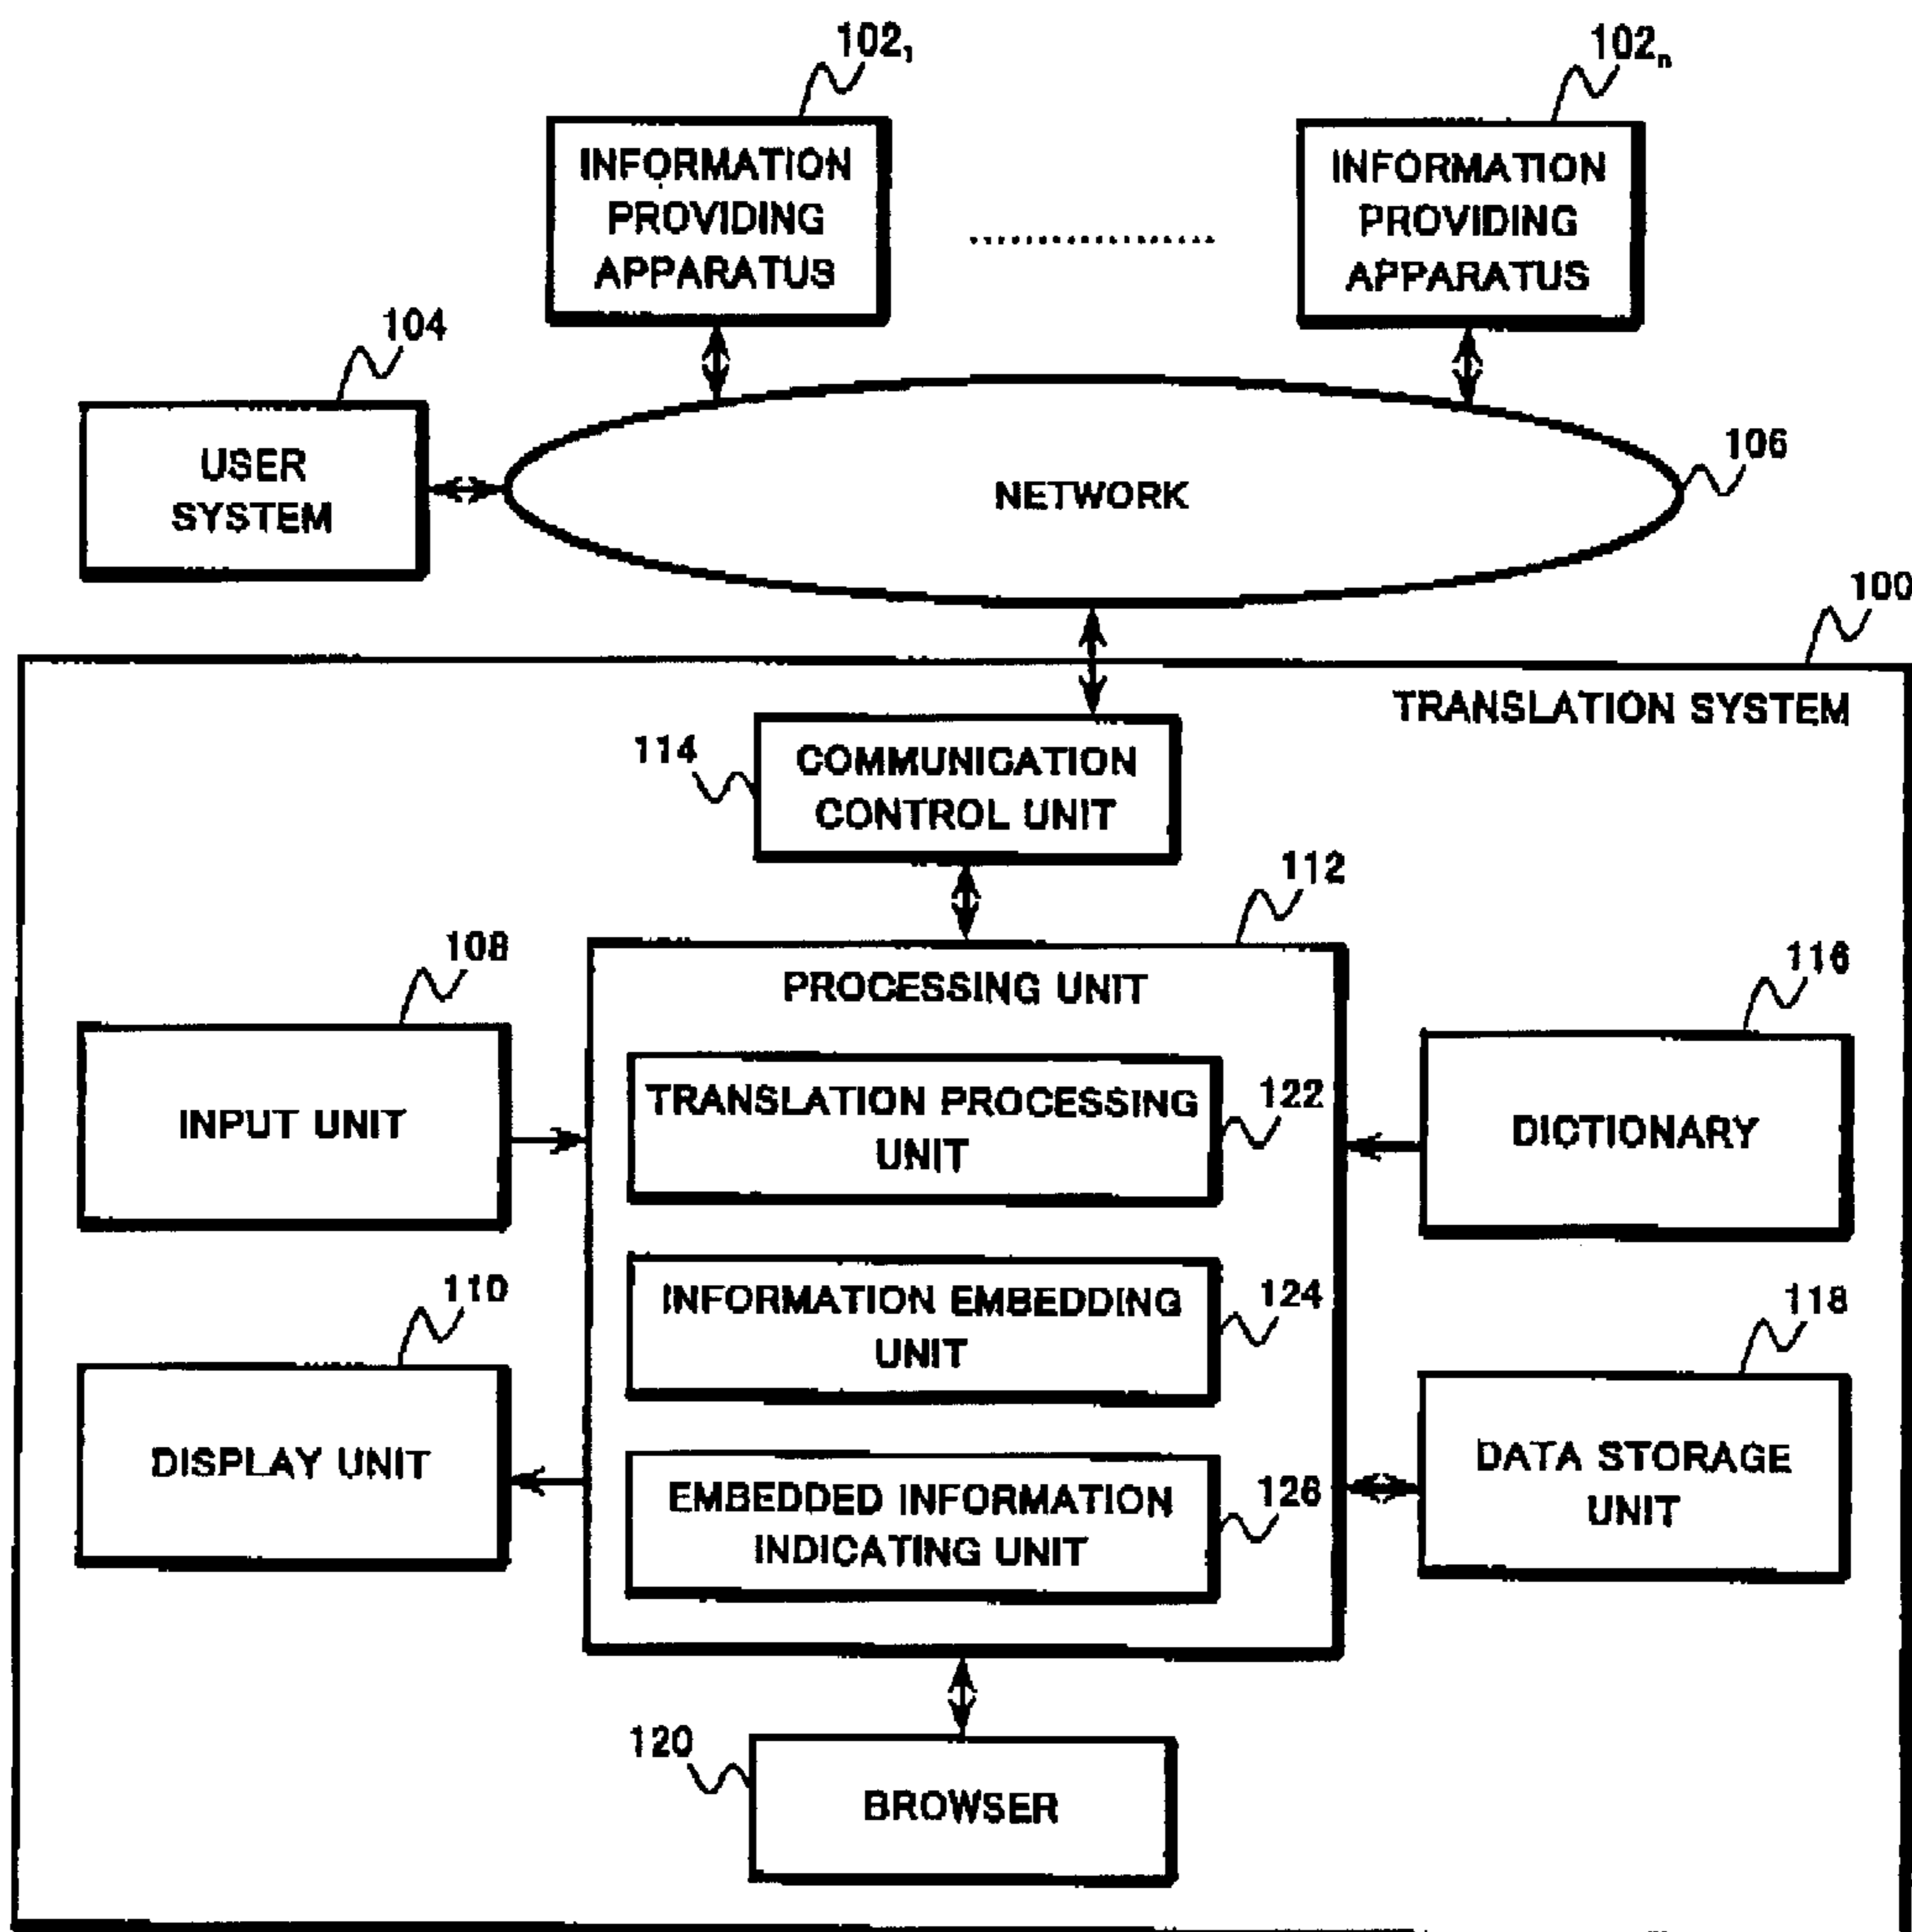 102₁
102ₙ
INFORMATION
PROVIDING
APPARATUS
INFORMATION
PROVIDING
APPARATUS
104
USER
SYSTEM
NETWORK
106
100
TRANSLATION SYSTEM
114
COMMUNICATION
CONTROL UNIT
112
PROCESSING UNIT
108
INPUT UNIT
TRANSLATION PROCESSING
UNIT
122
116
DICTIONARY
110
DISPLAY UNIT
INFORMATION EMBEDDING
UNIT
124
118
DATA STORAGE
UNIT
EMBEDDED INFORMATION
INDICATING UNIT
126
120
BROWSER